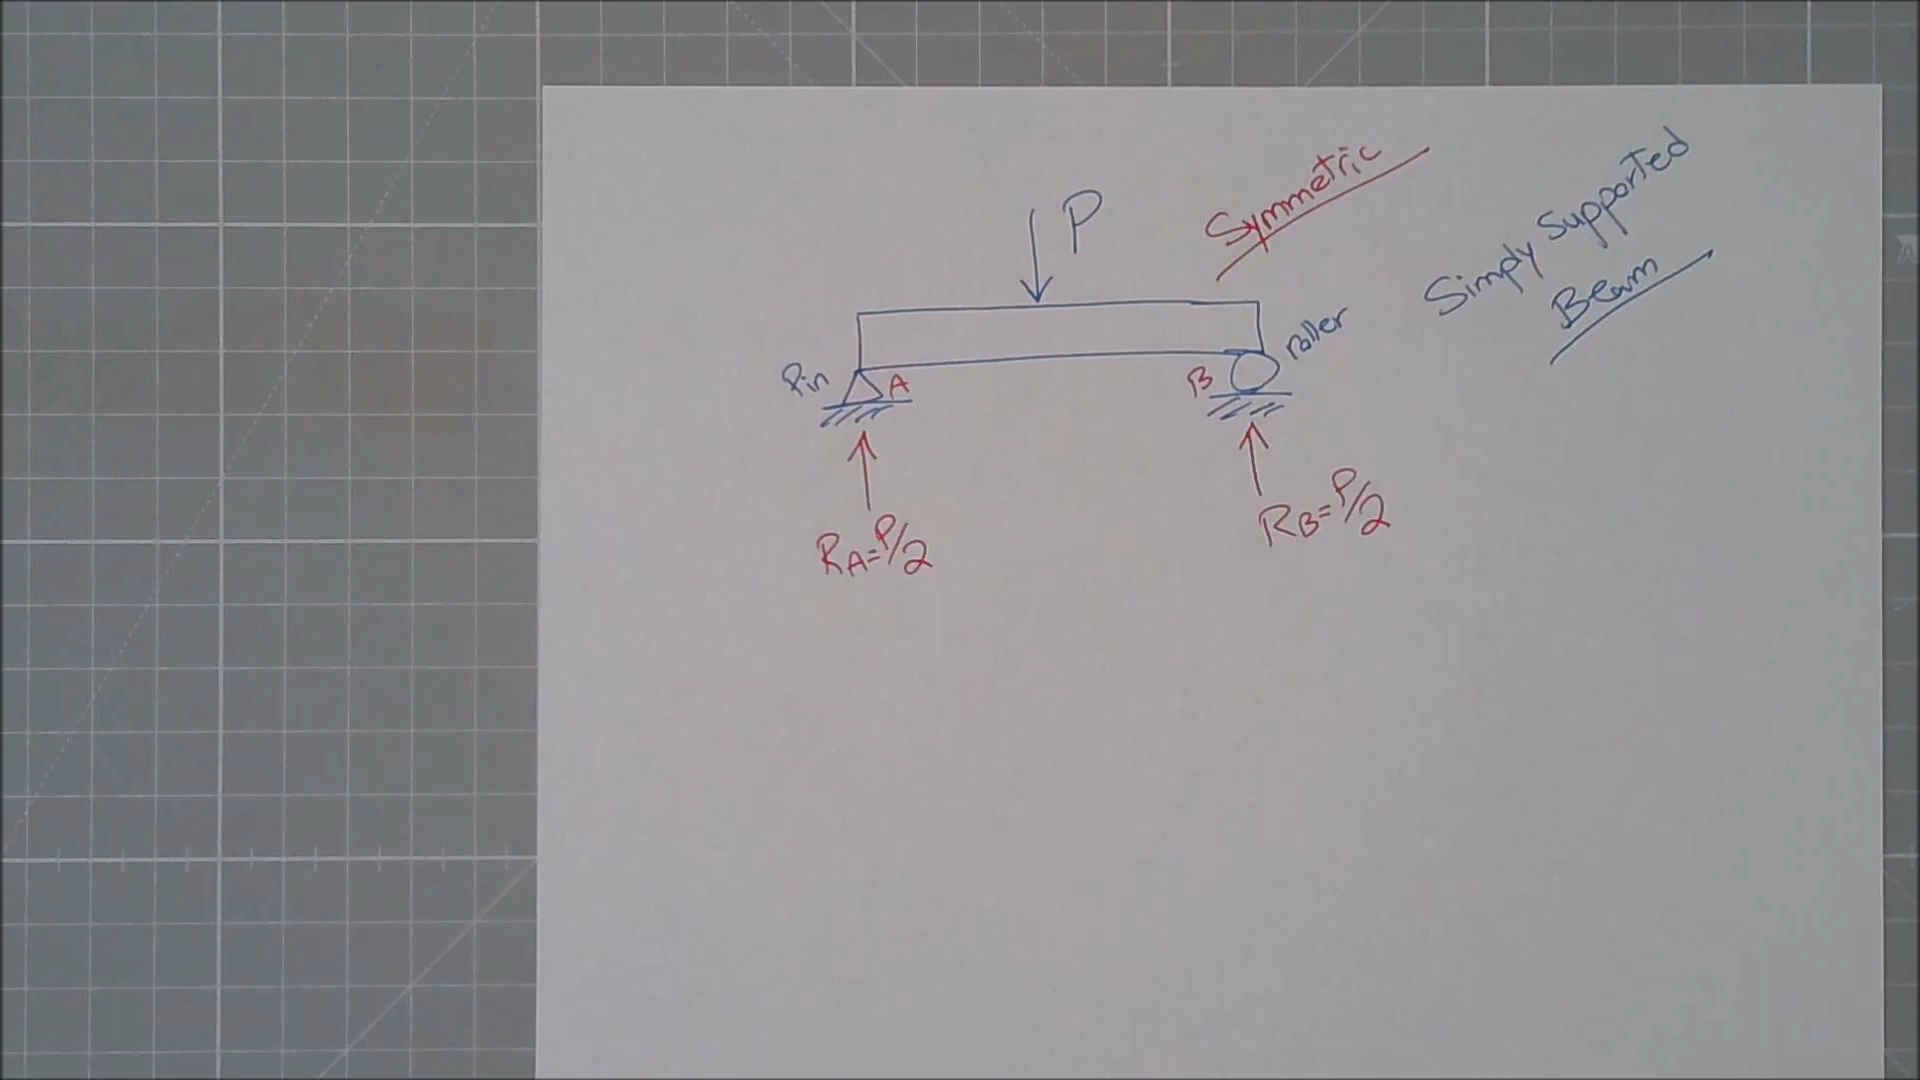 Symmetric
Simply Supported
Beam
P
Pin
A
B
roller
RA=P/2
RB=P/2